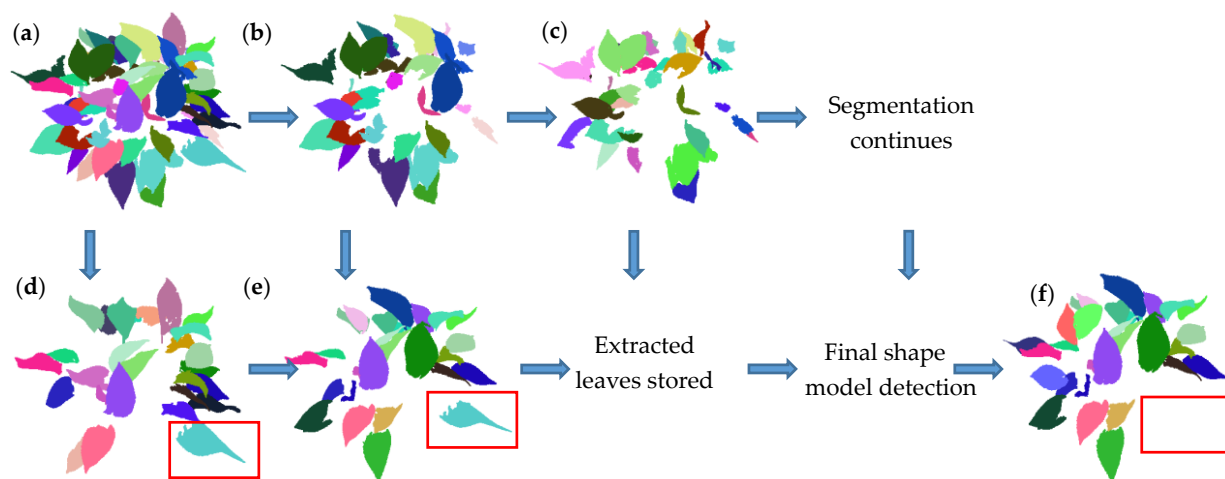 (a)
(b)
(c)
Segmentation
continues
(d)
(e)
Extracted
leaves stored
Final shape
model detection
(f)